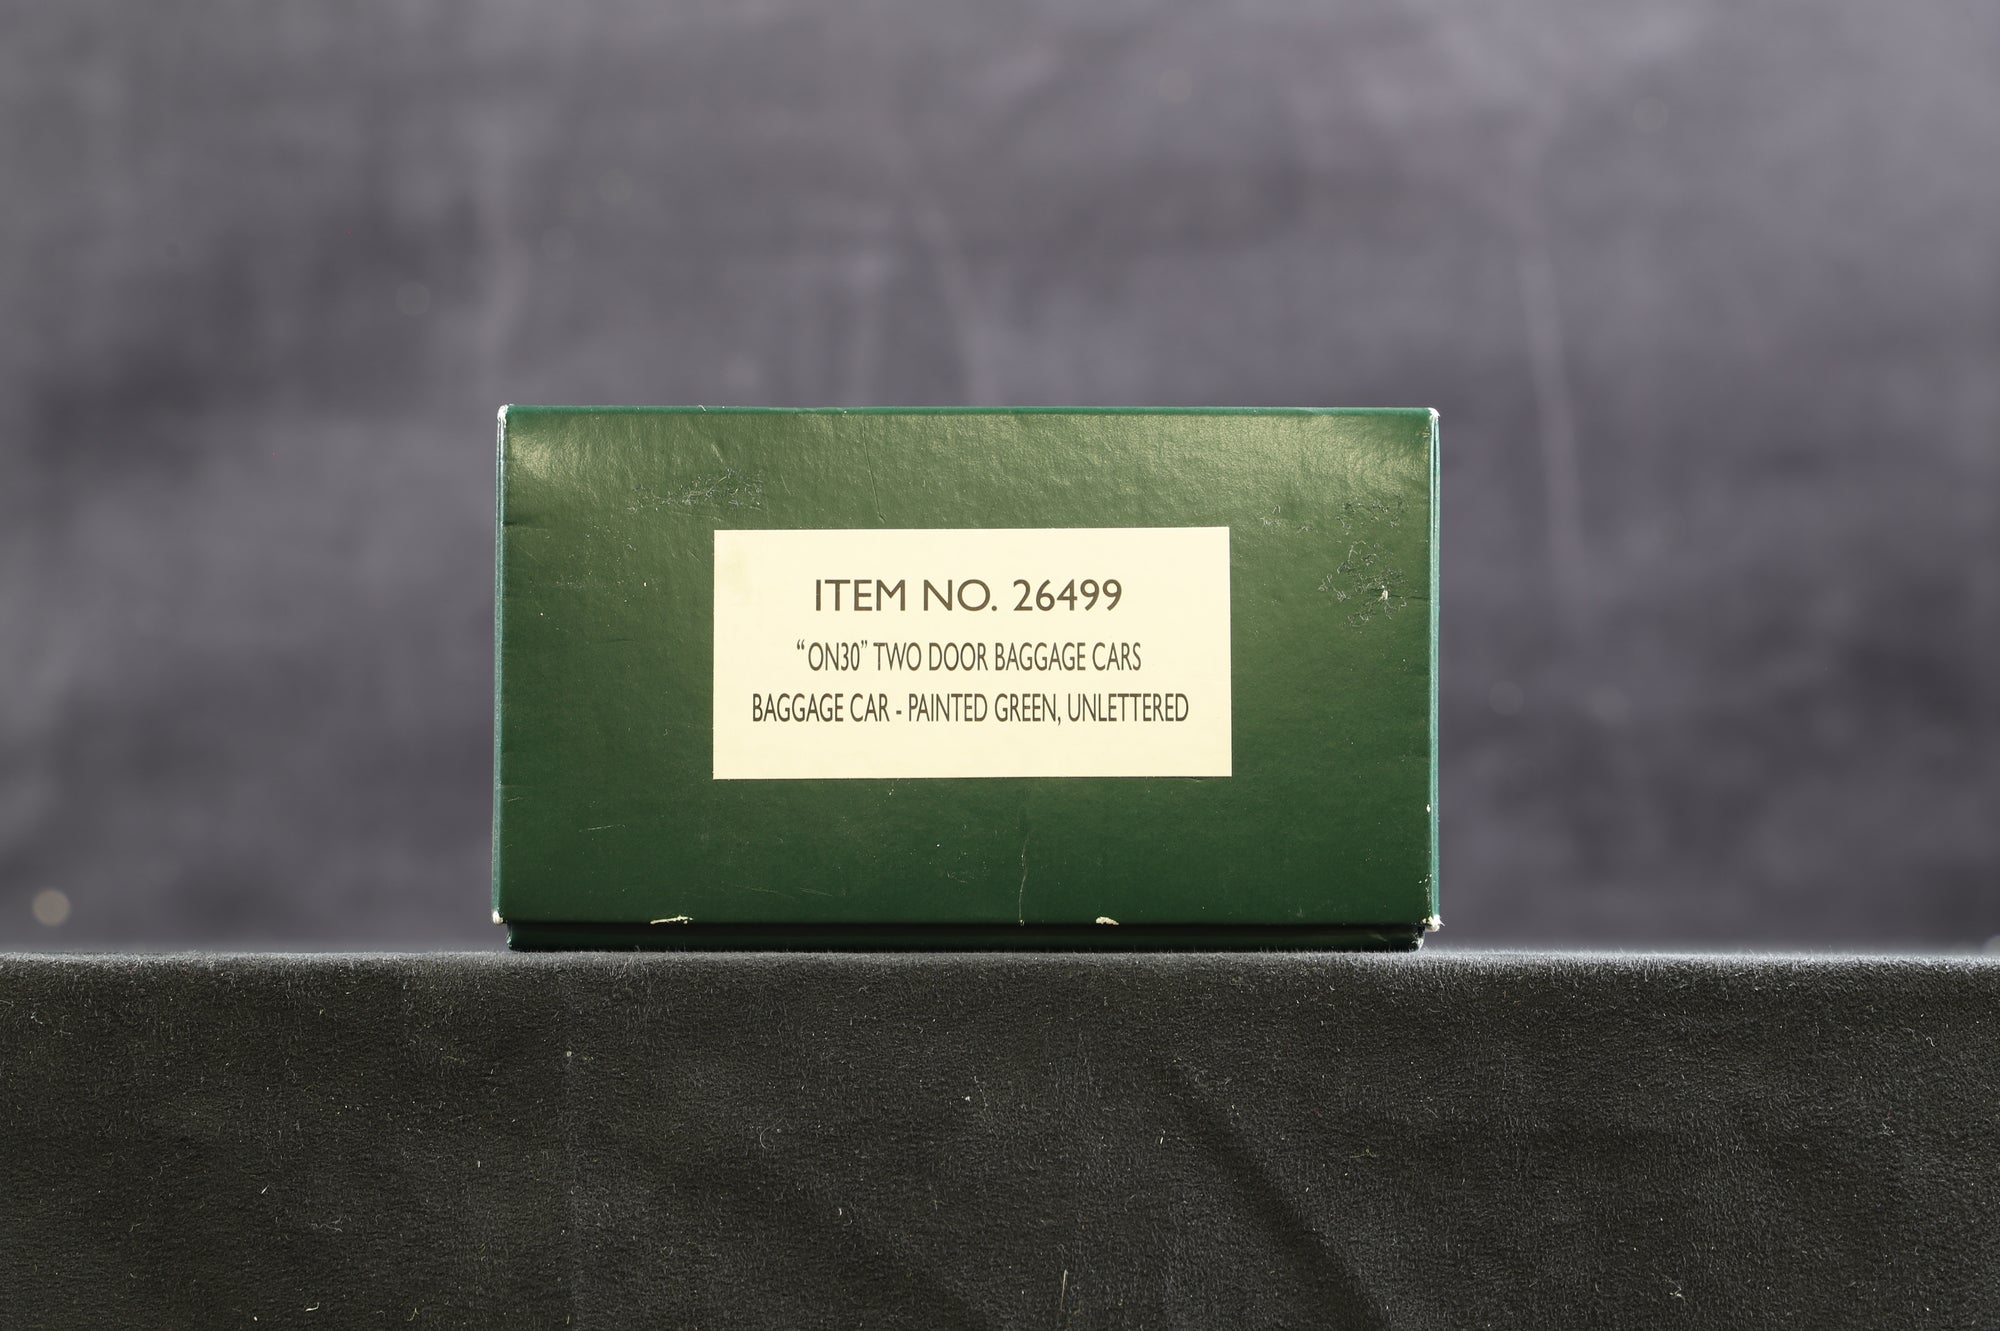 ITEM NO. 26499
“ON30” TWO DOOR BAGGAGE CARS
BAGGAGE CAR - PAINTED GREEN, UNLETTERED